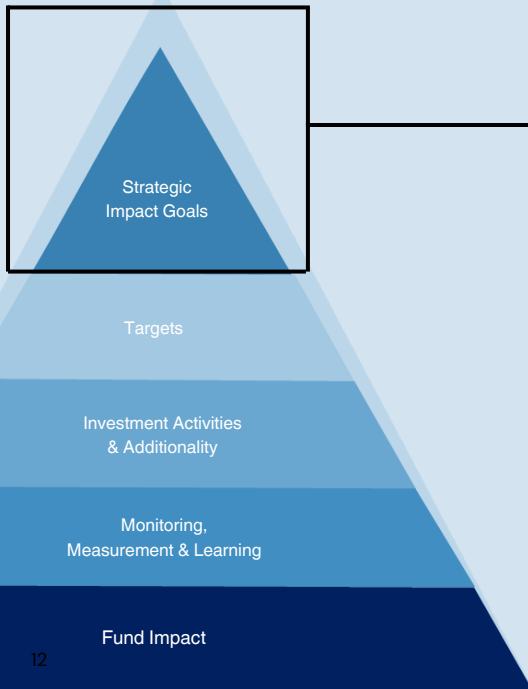 Strategic
Impact Goals
Targets
Investment Activities
& Additionality
Monitoring,
Measurement & Learning
Fund Impact
12